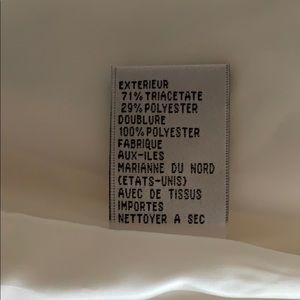 EXTERIEUR
71% TRIACETATE
29% POLYESTER
DOUBLURE
100% POLYESTER
FABRIQUE
AUX-ILES
MARIANNE DU NORD
(ETATS-UNIS)
AVEC DE TISSUS
IMPORTES
NETTOYER A SEC